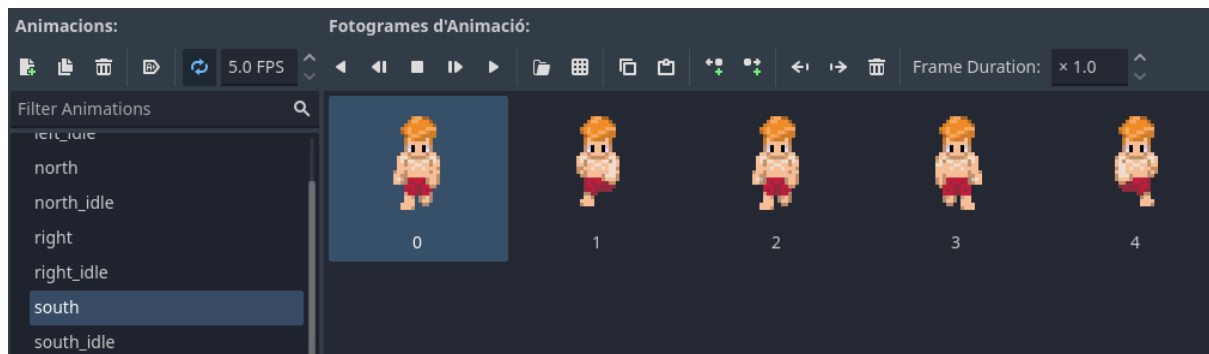 Animacions:
Fotogrames d'Animació:
5.0 FPS
Frame Duration:
× 1.0
Filter Animations
left_idle
north
north_idle
right
right_idle
south
south_idle
0
1
2
3
4